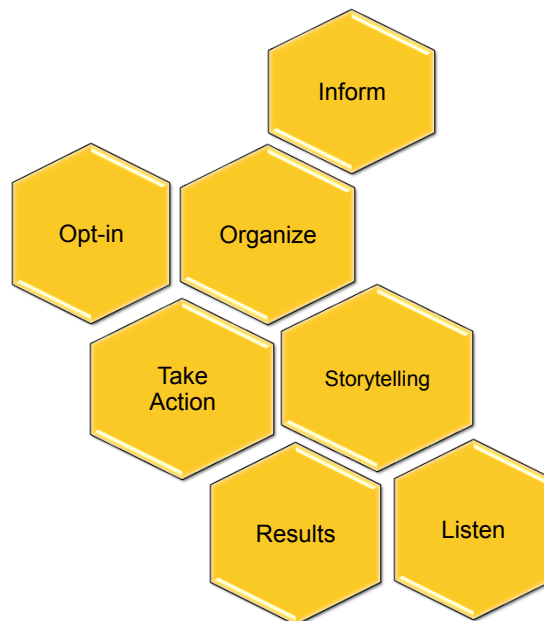 Inform
Opt-in
Organize
Take
Action
Storytelling
Results
Listen